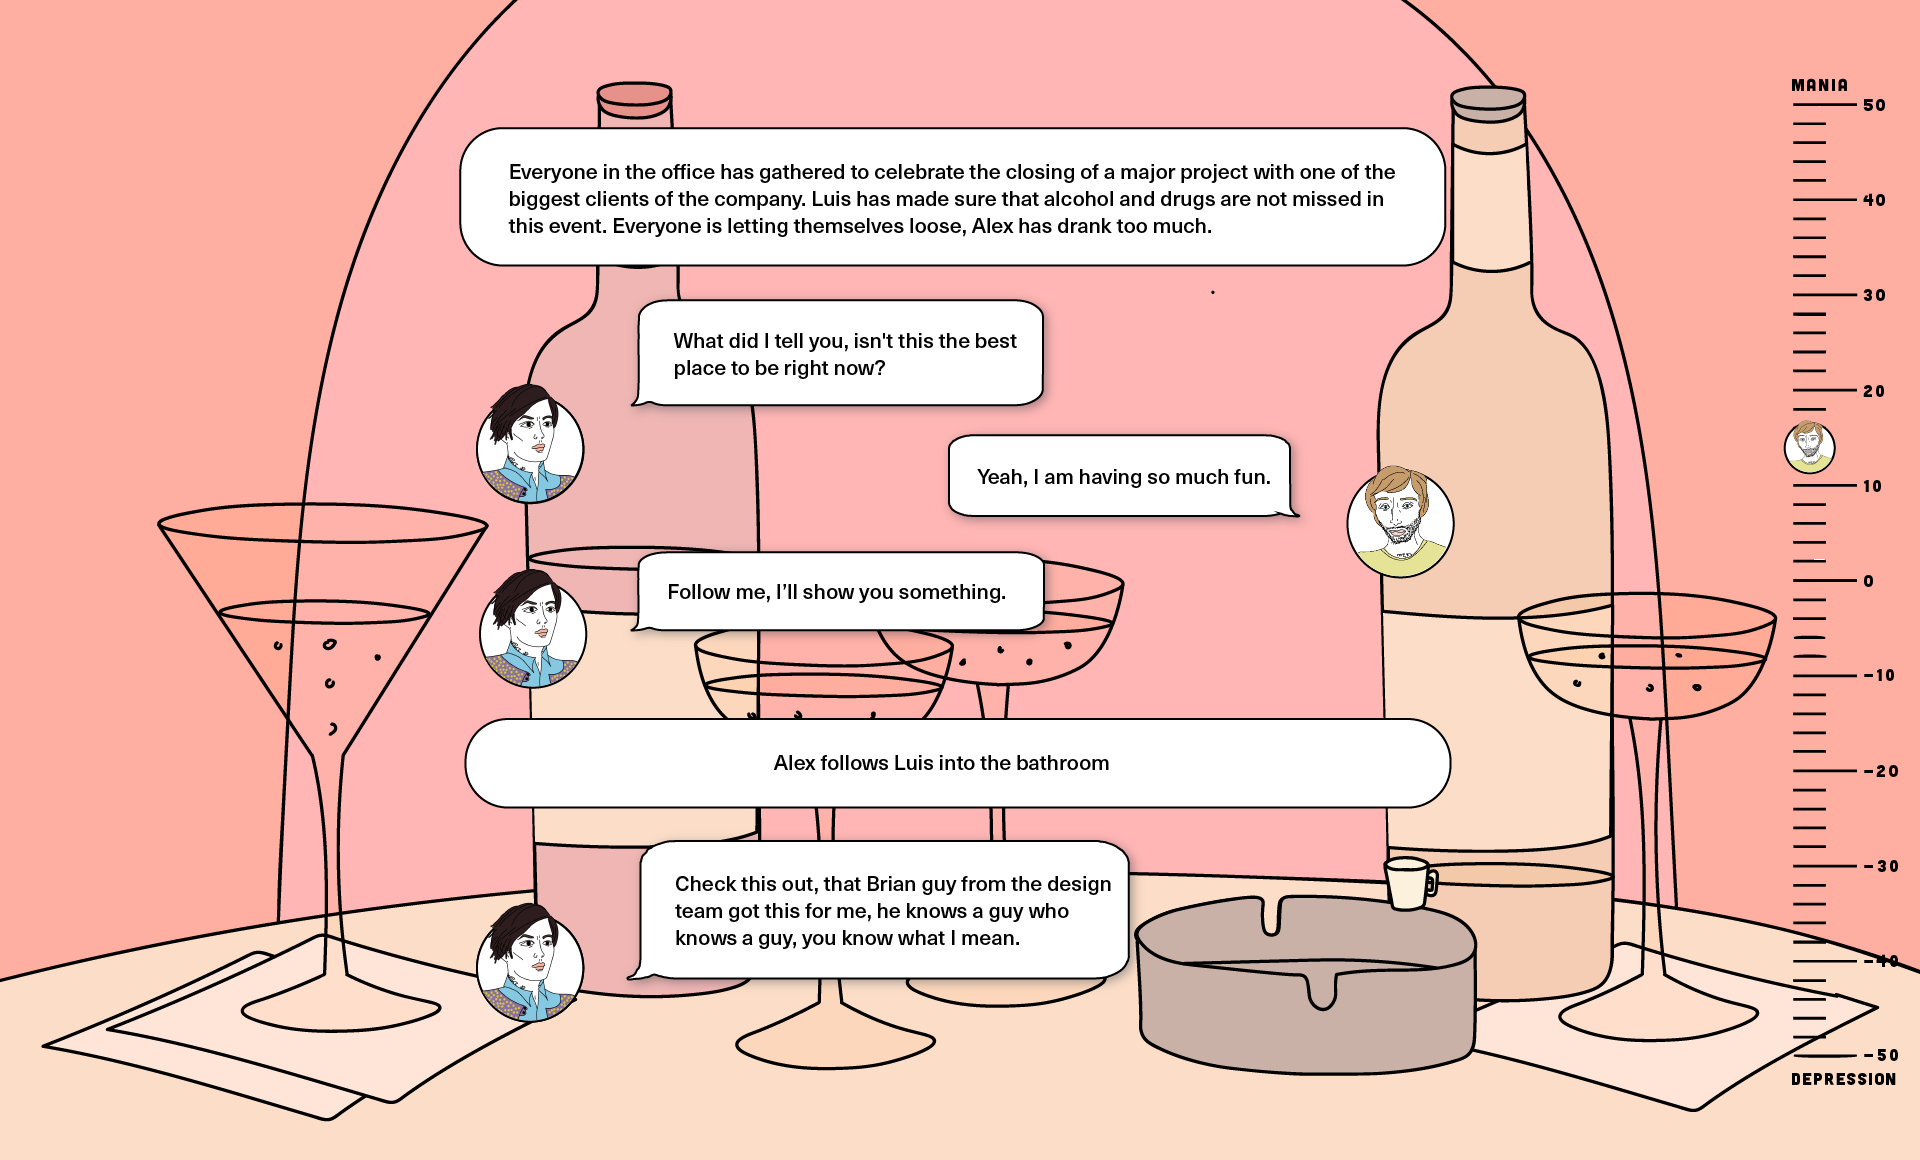 Everyone in the office has gathered to celebrate the closing of a major project with one of the
biggest clients of the company. Luis has made sure that alcohol and drugs are not missed in
this event. Everyone is letting themselves loose, Alex has drank too much.
What did I tell you, isn't this the best
place to be right now?
Yeah, I am having so much fun.
Follow me, I'll show you something.
Alex follows Luis into the bathroom
Check this out, that Brian guy from the design
team got this for me, he knows a guy who
knows a guy, you know what I mean.
MANIA
50
40
30
20
10
0
-10
-20
-30
-40
-50
DEPRESSION